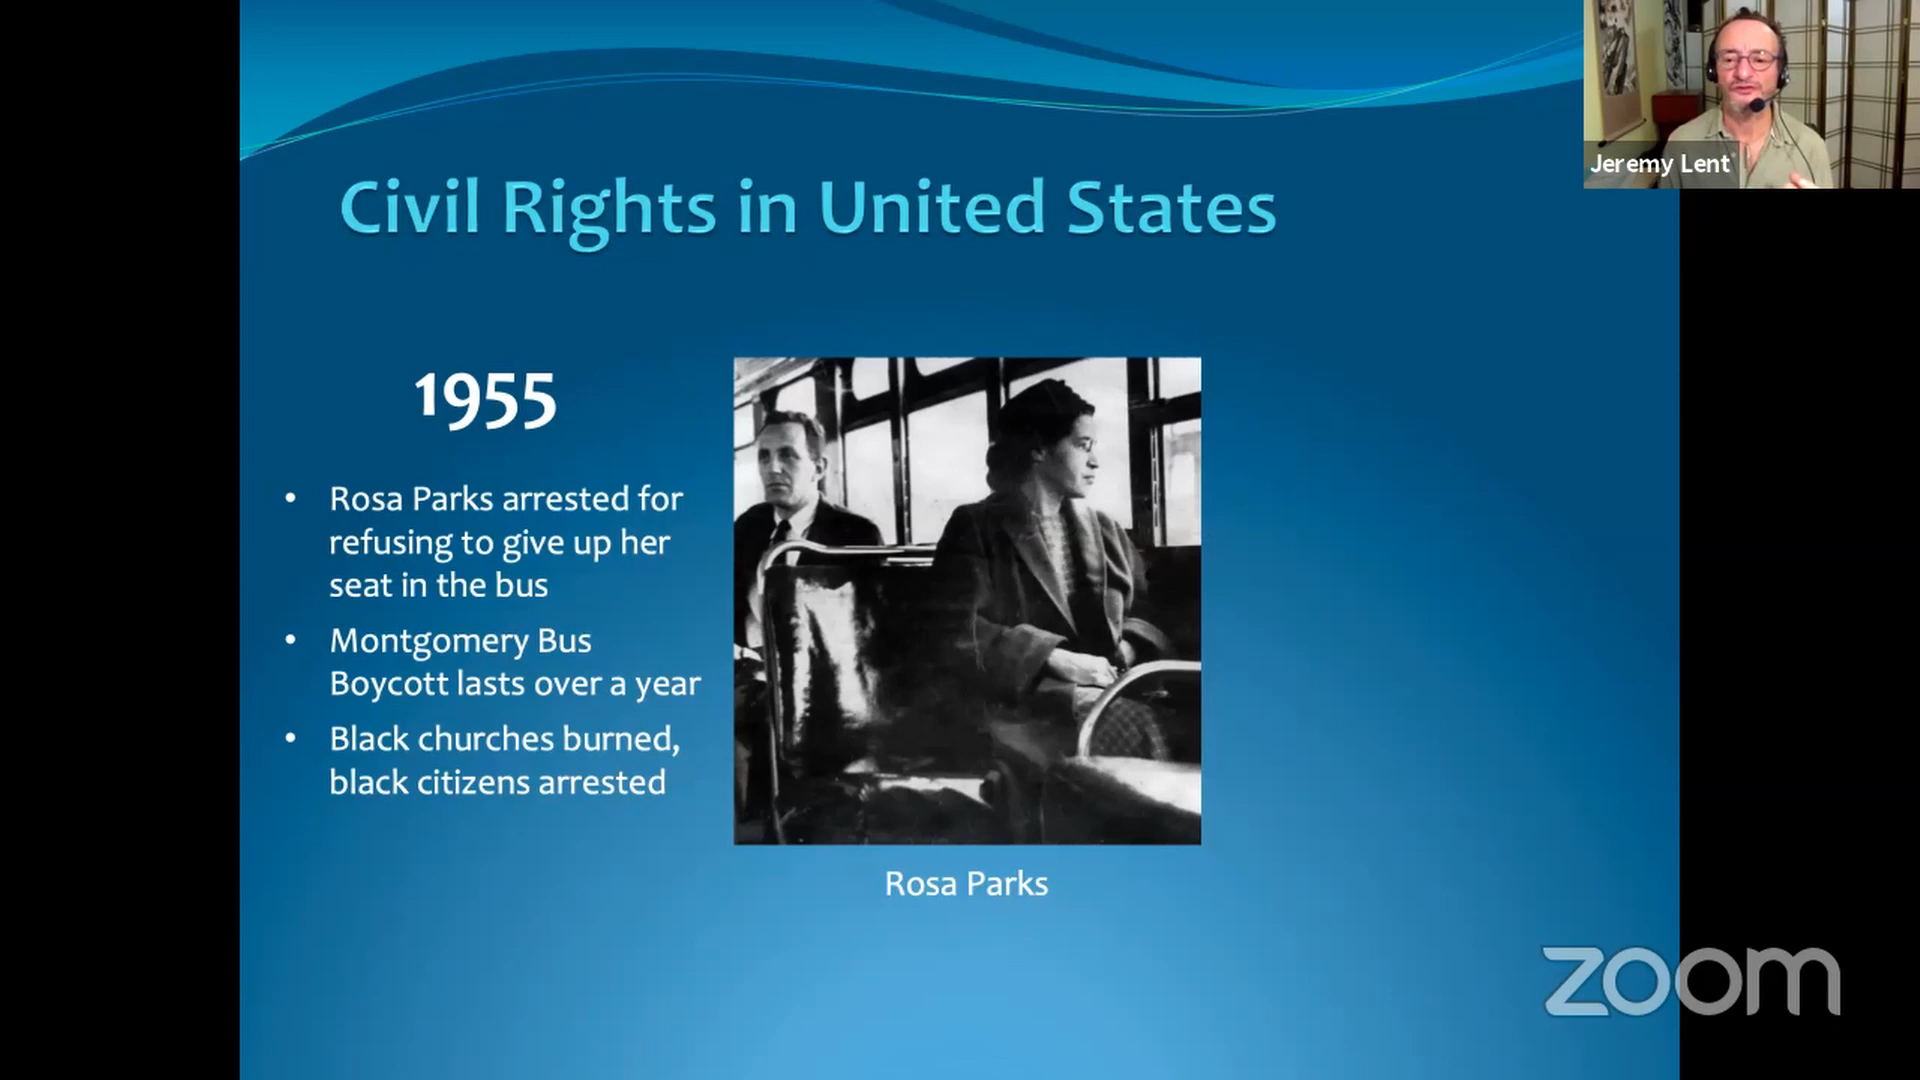 Jeremy Lent
Civil Rights in United States
1955
• Rosa Parks arrested for
refusing to give up her
seat in the bus
• Montgomery Bus
Boycott lasts over a year
• Black churches burned,
black citizens arrested
Rosa Parks
zoom